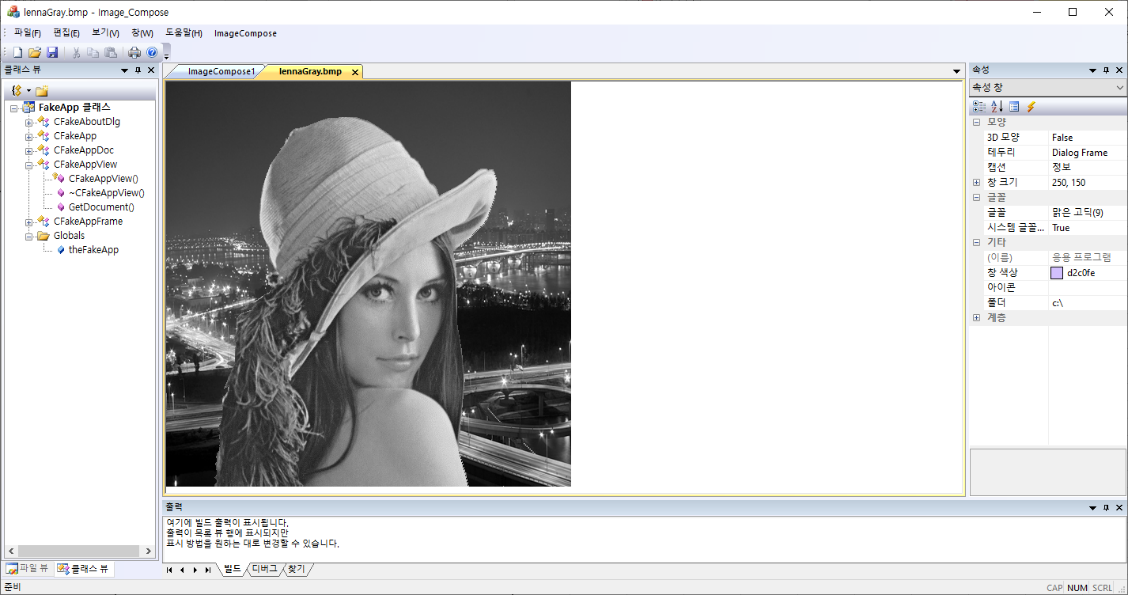 lennaGray.bmp - Image_Compose
파일(F) 편집(E) 보기(V) 창(W) 도움말(H) ImageCompose
클래스 뷰
FakeApp 클래스
CFakeAboutDlg
CFakeApp
CFakeAppDoc
CFakeAppView
CFakeAppView()
~CFakeAppView()
GetDocument()
CFakeAppFrame
Globals
theFakeApp
파일 뷰 클래스 뷰
ImageCompose1 lennaGray.bmp
속성
속성 창
모양
3D 모양 False
테두리 Dialog Frame
캡션 정보
창 크기 250, 150
글꼴
글꼴 맑은 고딕(9)
시스템 글꼴... True
기타
(이름) 응용 프로그램
창 색상 d2c0fe
아이콘
폴더 c:\
계층
출력
여기에 빌드 출력이 표시됩니다.
출력이 목록 뷰 행에 표시되지만
표시 방법을 원하는 대로 변경할 수 있습니다.
빌드 디버그 찾기
준비
CAP NUM SCRL